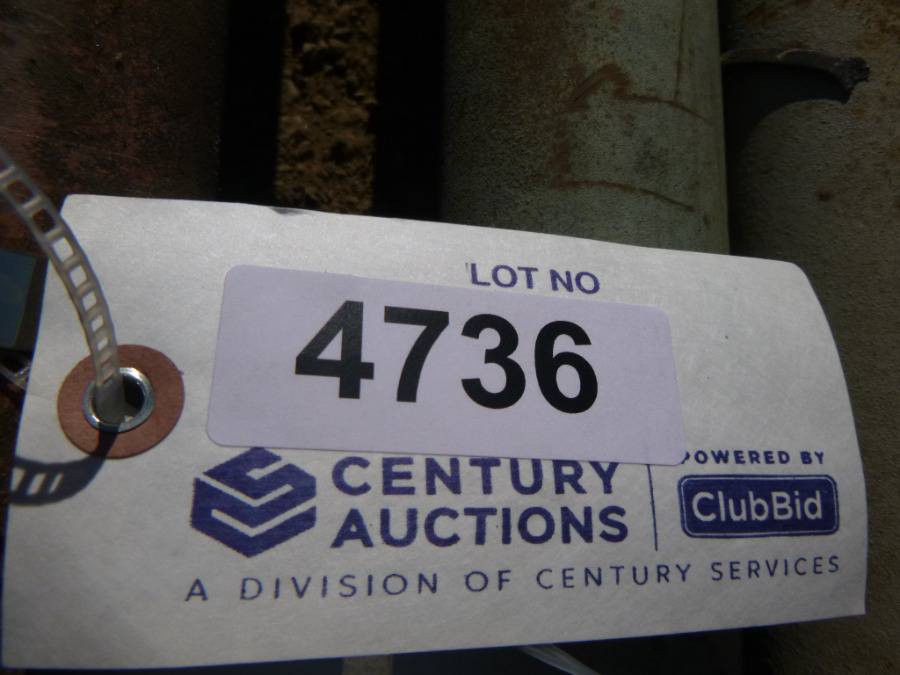 LOT NO
4736
CENTURY
AUCTIONS
POWERED BY
ClubBid
A DIVISION OF CENTURY SERVICES